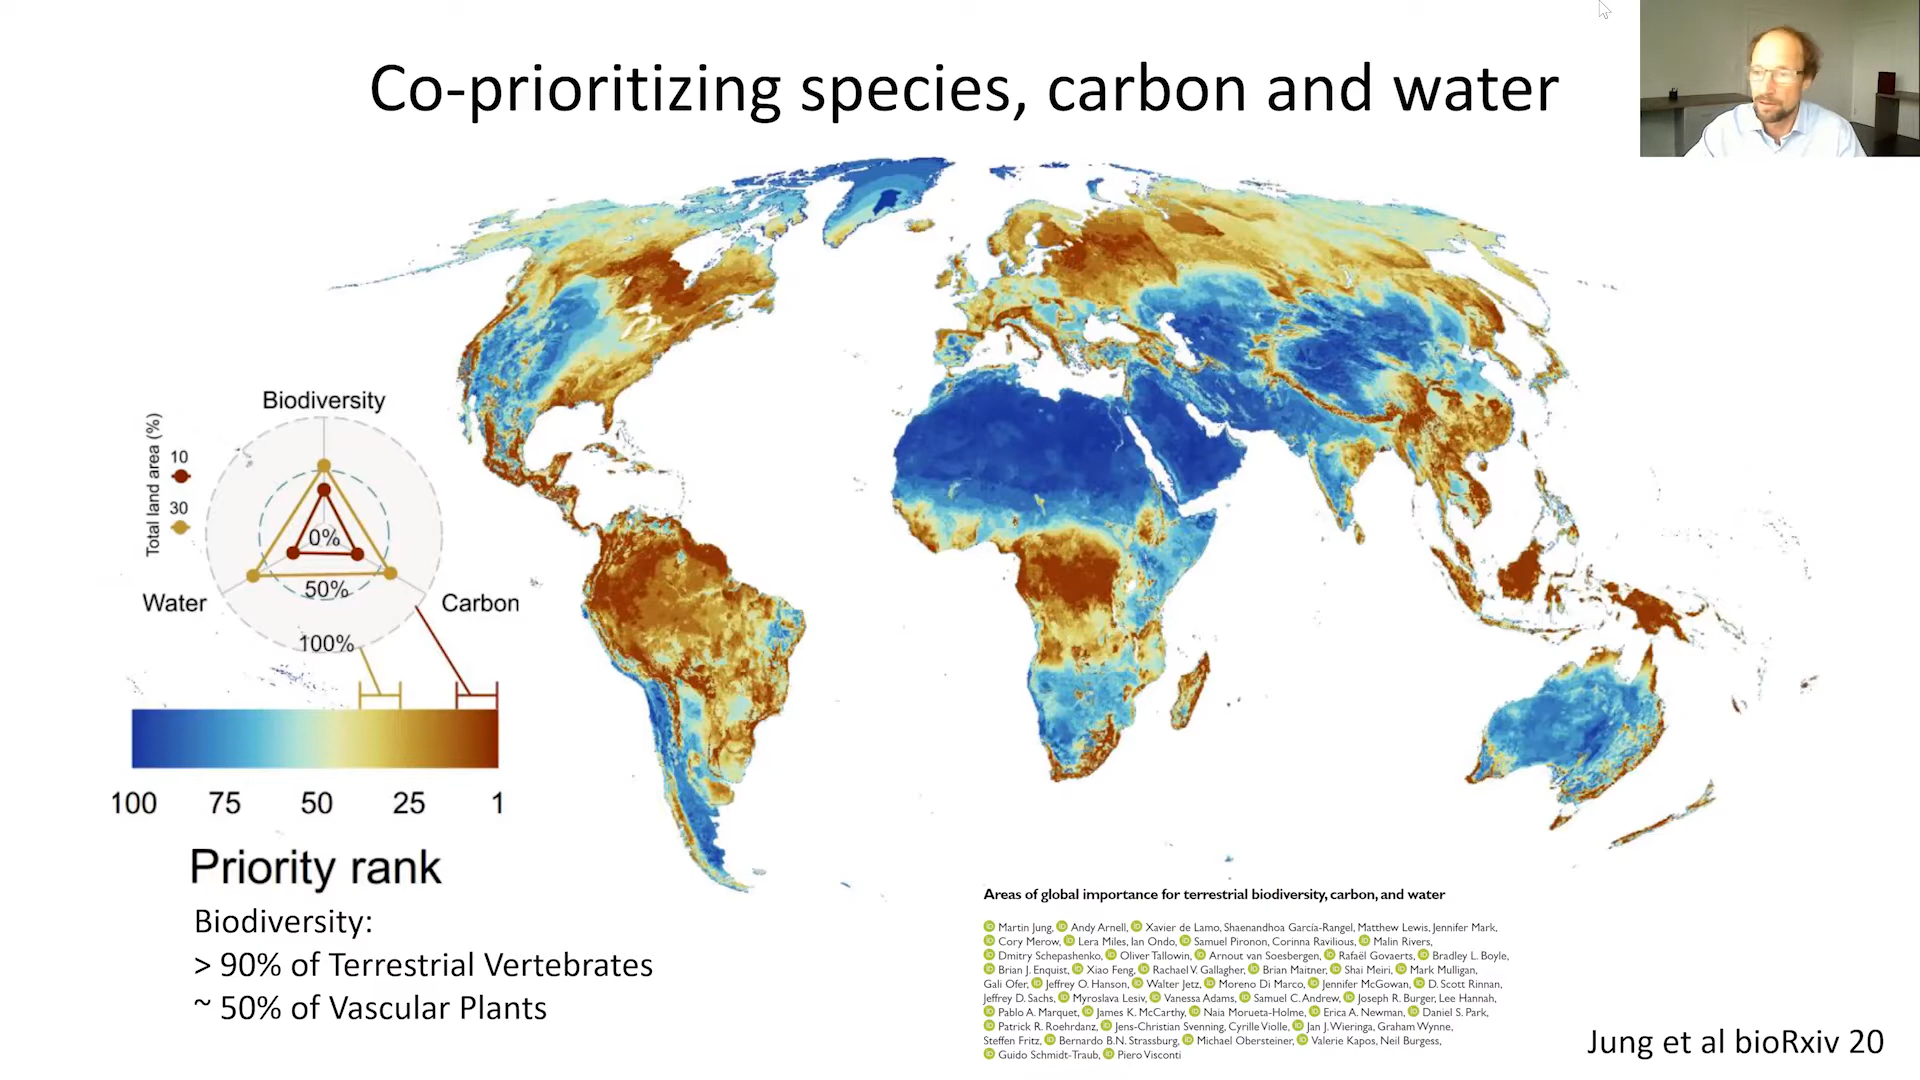 Co-prioritizing species, carbon and water
Biodiversity
Total land area (%)
10
30
0%
50%
100%
Water
Carbon
100 75 50 25 1
Priority rank
Biodiversity:
> 90% of Terrestrial Vertebrates
~ 50% of Vascular Plants
Areas of global importance for terrestrial biodiversity, carbon, and water
Martin Jung, Andy Arnell, Xavier de Lamo, Shaenandhoa García-Rangel, Matthew Lewis, Jennifer Mark,
Cory Merow, Lera Miles, Ian Ondo, Samuel Pironon, Corinna Ravilious, Malin Rivers,
Dmitry Schepashenko, Oliver Tallowin, Arnout van Soesbergen, Rafaël Govaerts, Bradley L. Boyle,
Brian J. Enquist, Xiao Feng, Rachael V. Gallagher, Brian Maitner, Shai Meiri, Mark Mulligan,
Gali Ofer, Jeffrey O. Hanson, Walter Jetz, Moreno Di Marco, Jennifer McGowan, D. Scott Rinnan,
Jeffrey D. Sachs, Myroslava Lesiv, Vanessa Adams, Samuel C. Andrew, Joseph R. Burger, Lee Hannah,
Pablo A. Marquet, James K. McCarthy, Naia Morueta-Holme, Erica A. Newman, Daniel S. Park,
Patrick R. Roehrdanz, Jens-Christian Svenning, Cyrille Violle, Jan J. Wieringa, Graham Wynne,
Steffen Fritz, Bernardo B.N. Strassburg, Michael Obersteiner, Valerie Kapos, Neil Burgess,
Guido Schmidt-Traub, Piero Visconti
Jung et al bioRxiv 20